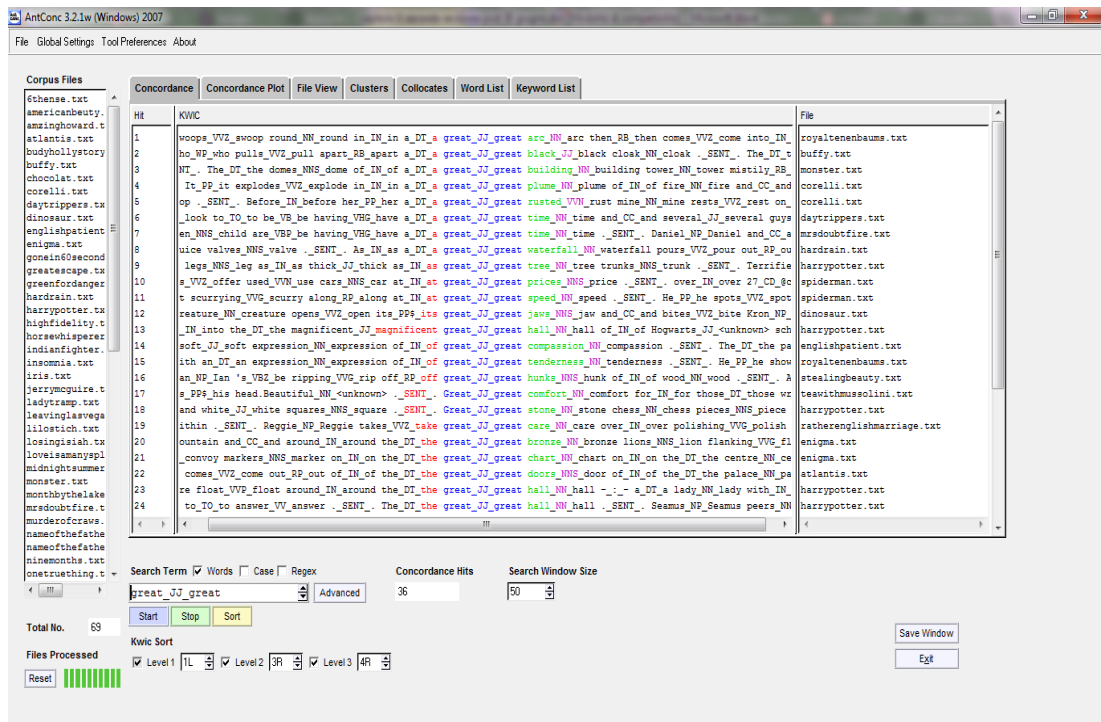 AntConc 3.2.1w (Windows) 2007
File Global Settings Tool Preferences About
Corpus Files
6thense.txt
americanbeuty.
amzinghoward.t
atlantis.txt
budyhollystory
buffy.txt
chocolat.txt
corelli.txt
daytrippers.tx
dinosaur.txt
englishpatient
enigma.txt
gonein60second
greatescape.tx
greenfordanger
hardrain.txt
harrypotter.tx
highfidelity.t
horsewhisperer
indianfighter.
insomnia.txt
iris.txt
jerrymcguire.t
ladytramp.txt
leavinglasvega
lilostich.txt
losingisiah.tx
loveisamanyspl
midnightsummer
monster.txt
monthbythelake
mrsdoubtfire.t
murderofcraws.
nameofthefathe
nameofthefathe
ninemonths.txt
onetruething.t
Total No. 69
Files Processed
Reset
Concordance Concordance Plot File View Clusters Collocates Word List Keyword List
Hit KWIC File
1 woops_VVZ_swoop round_NN_round in_IN_in a_DT_a great_JJ_great arc_NN_arc then_RB_then comes_VVZ_come into_IN_ royaltenenbaums.txt
2 ho_WP_who pulls_VVZ_pull apart_RB_apart a_DT_a great_JJ_great black_JJ_black cloak_NN_cloak ._SENT_. The_DT_t buffy.txt
3 NT_. The_DT_the domes_NNS_dome of_IN_of a_DT_a great_JJ_great building_NN_building tower_NN_tower mistily_RB_ monster.txt
4 It_PP_it explodes_VVZ_explode in_IN_in a_DT_a great_JJ_great plume_NN_plume of_IN_of fire_NN_fire and_CC_and corelli.txt
5 op ._SENT_. Before_IN_before her_PP_her a_DT_a great_JJ_great rusted_VVN_rust mine_NN_mine rests_VVZ_rest on_ corelli.txt
6 _look to_TO_to be_VB_be having_VHG_have a_DT_a great_JJ_great time_NN_time and_CC_and several_JJ_several guys daytrippers.txt
7 en_NNS_child are_VBP_be having_VHG_have a_DT_a great_JJ_great time_NN_time ._SENT_. Daniel_NP_Daniel and_CC_a mrsdoubtfire.txt
8 uice valves_NNS_valve ._SENT_. As_IN_as a_DT_a great_JJ_great waterfall_NN_waterfall pours_VVZ_pour out_RP_ou hardrain.txt
9 legs_NNS_leg as_IN_as thick_JJ_thick as_IN_as great_JJ_great tree_NN_tree trunks_NNS_trunk ._SENT_. Terrifie harrypotter.txt
10 s_VVZ_offer used_VVN_use cars_NNS_car at_IN_at great_JJ_great prices_NNS_price ._SENT_. over_IN_over 27_CD_@c spiderman.txt
11 t scurrying_VVG_scurry along_RP_along at_IN_at great_JJ_great speed_NN_speed ._SENT_. He_PP_he spots_VVZ_spot spiderman.txt
12 reature_NN_creature opens_VVZ_open its_PP$_its great_JJ_great jaws_NNS_jaw and_CC_and bites_VVZ_bite Kron_NP_ dinosaur.txt
13 _IN_into the_DT_the magnificent_JJ_magnificent great_JJ_great hall_NN_hall of_IN_of Hogwarts_JJ_<unknown> sch harrypotter.txt
14 soft_JJ_soft expression_NN_expression of_IN_of great_JJ_great compassion_NN_compassion ._SENT_. The_DT_the pa englishpatient.txt
15 ith an_DT_an expression_NN_expression of_IN_of great_JJ_great tenderness_NN_tenderness ._SENT_. He_PP_he show royaltenenbaums.txt
16 an_NP_Ian 's_VBZ_be ripping_VVG_rip off_RP_off great_JJ_great hunks_NNS_hunk of_IN_of wood_NN_wood ._SENT_. A stealingbeauty.txt
17 s_PP$_his head.Beautiful_NN_<unknown> ._SENT_. Great_JJ_great comfort_NN_comfort for_IN_for those_DT_those wr teawithmussolini.txt
18 and white_JJ_white squares_NNS_square ._SENT_. Great_JJ_great stone_NN_stone chess_NN_chess pieces_NNS_piece harrypotter.txt
19 ithin ._SENT_. Reggie_NP_Reggie takes_VVZ_take great_JJ_great care_NN_care over_IN_over polishing_VVG_polish ratherenglishmarriage.txt
20 ountain and_CC_and around_IN_around the_DT_the great_JJ_great bronze_NN_bronze lions_NNS_lion flanking_VVG_fl enigma.txt
21 _convoy markers_NNS_marker on_IN_on the_DT_the great_JJ_great chart_NN_chart on_IN_on the_DT_the centre_NN_ce enigma.txt
22 comes_VVZ_come out_RP_out of_IN_of the_DT_the great_JJ_great doors_NNS_door of_IN_of the_DT_the palace_NN_pa atlantis.txt
23 re float_VVP_float around_IN_around the_DT_the great_JJ_great hall_NN_hall -_:_- a_DT_a lady_NN_lady with_IN_ harrypotter.txt
24 to_TO_to answer_VV_answer ._SENT_. The_DT_the great_JJ_great hall_NN_hall ._SENT_. Seamus_NP_Seamus peers_NN harrypotter.txt
Search Term Words Case Regex Concordance Hits Search Window Size
great_JJ_great Advanced 36 50
Start Stop Sort
Kwic Sort
Level 1 1L Level 2 3R Level 3 4R
Save Window
Exit